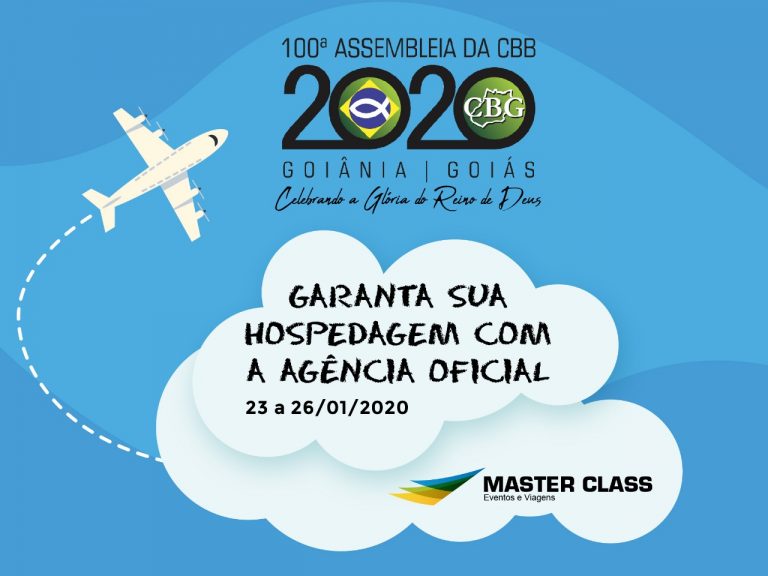 100ª ASSEMBLEIA DA CBB
2020
CBG
GOIÂNIA | GOIÁS
Celebrando a Glória do Reino de Deus
GARANTA SUA
HOSPEDAGEM COM
A AGÊNCIA OFICIAL
23 a 26/01/2020
MASTER CLASS
Eventos e Viagens